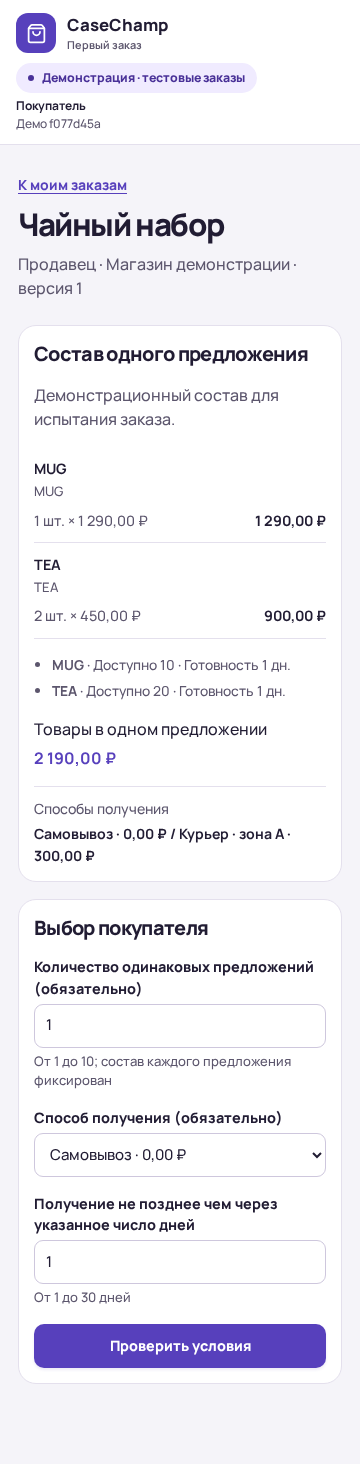 CaseChamp
Первый заказ
Демонстрация · тестовые заказы
Покупатель
Демо f077d45a
К моим заказам
Чайный набор
Продавец · Магазин демонстрации ·
версия 1
Состав одного предложения
Демонстрационный состав для
испытания заказа.
MUG
MUG
1 шт. × 1 290,00 ₽ 1 290,00 ₽
TEA
TEA
2 шт. × 450,00 ₽ 900,00 ₽
• MUG · Доступно 10 · Готовность 1 дн.
• TEA · Доступно 20 · Готовность 1 дн.
Товары в одном предложении
2 190,00 ₽
Способы получения
Самовывоз · 0,00 ₽ / Курьер · зона A ·
300,00 ₽
Выбор покупателя
Количество одинаковых предложений
(обязательно)
1
От 1 до 10; состав каждого предложения
фиксирован
Способ получения (обязательно)
Самовывоз · 0,00 ₽
Получение не позднее чем через
указанное число дней
1
От 1 до 30 дней
Проверить условия